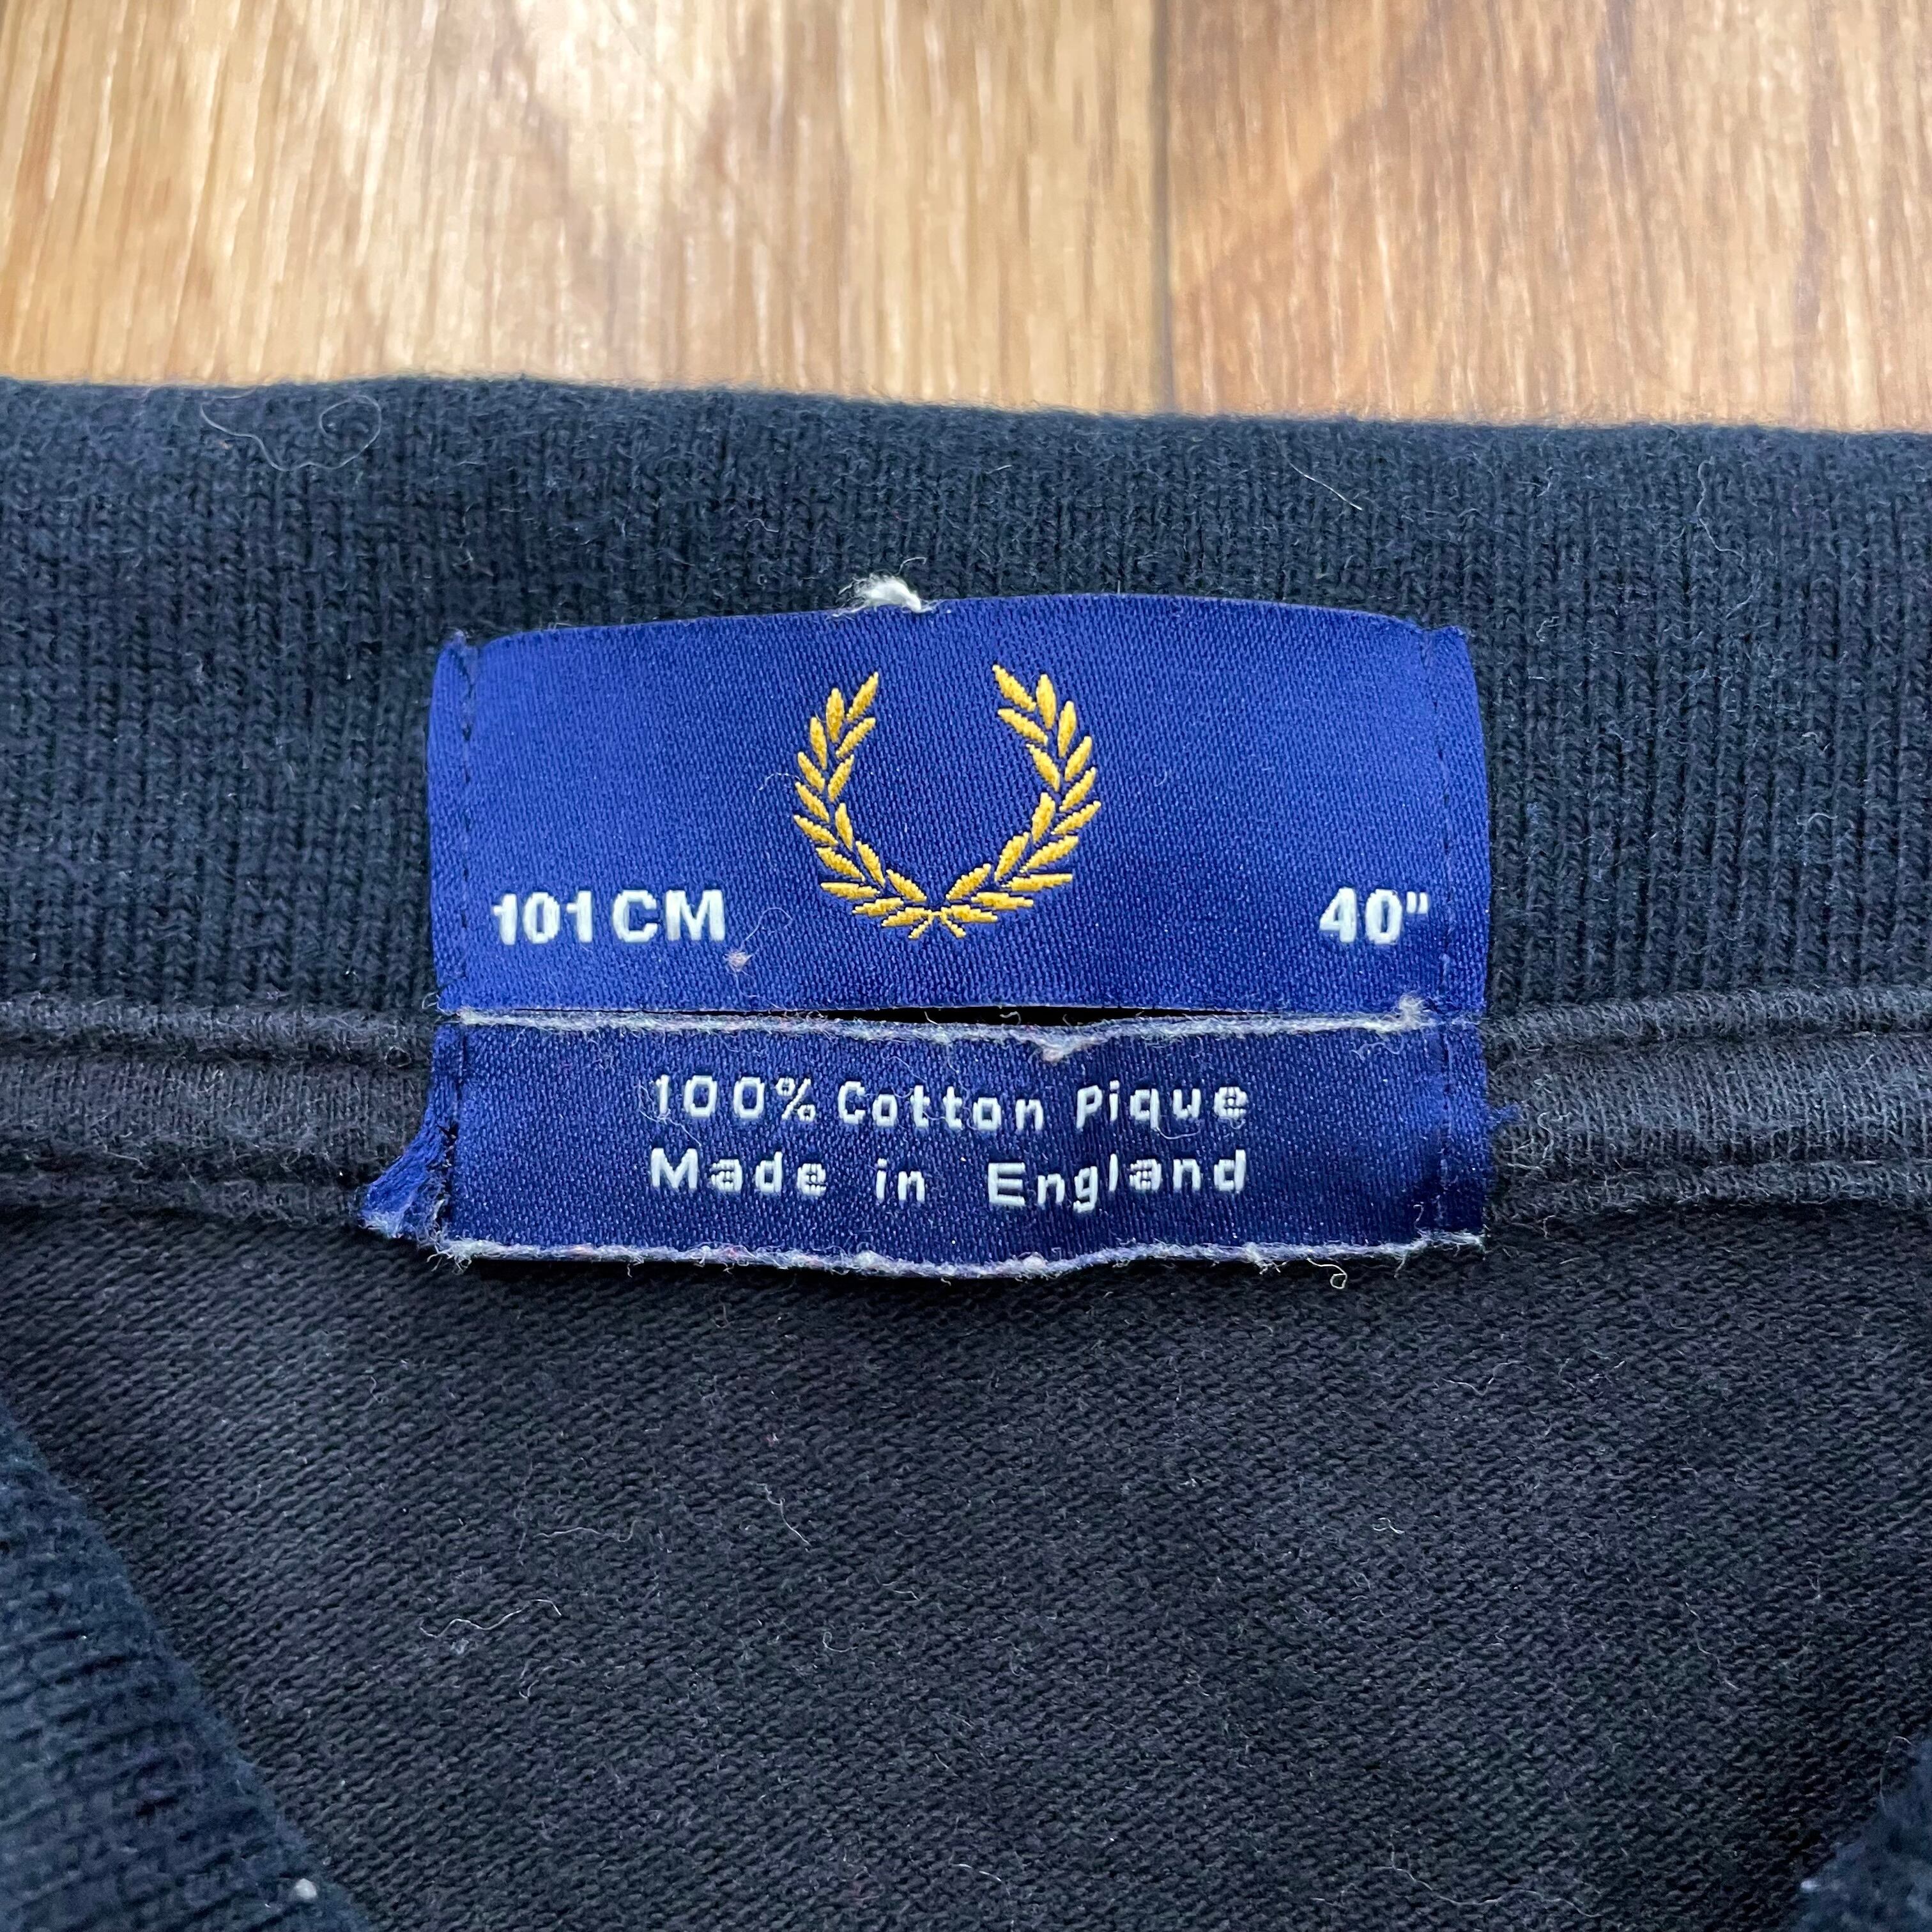 101CM 40"
100% Cotton Pique
Made in England